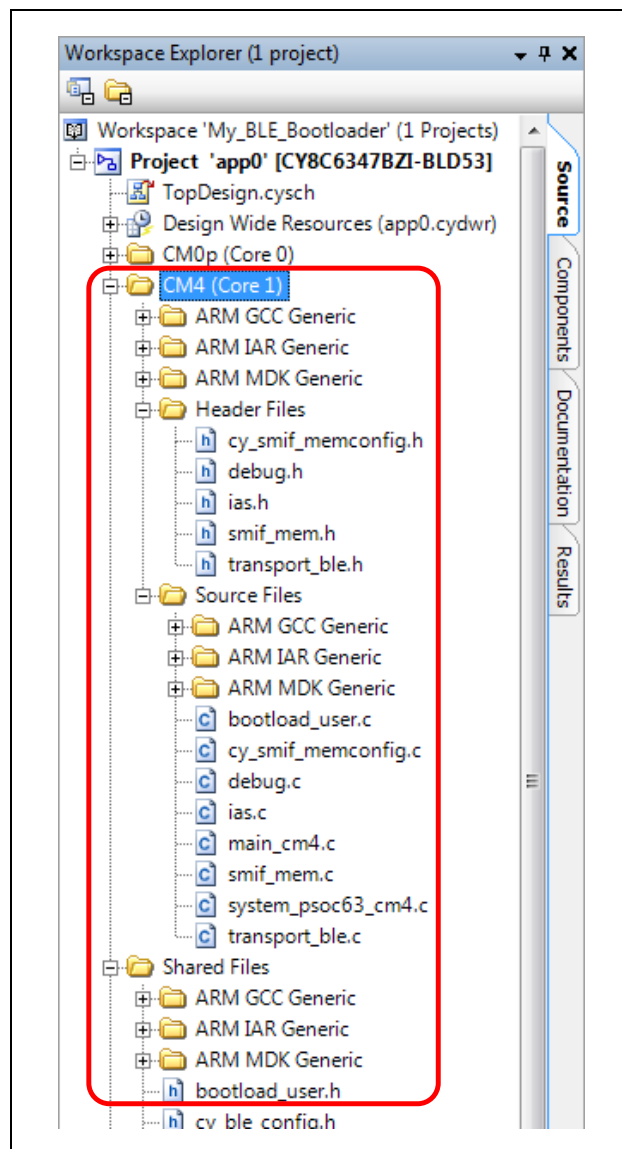 Workspace Explorer (1 project)
Workspace 'My_BLE_Bootloader' (1 Projects)
Project 'app0' [CY8C6347BZI-BLD53]
TopDesign.cysch
Design Wide Resources (app0.cydwr)
CM0p (Core 0)
CM4 (Core 1)
ARM GCC Generic
ARM IAR Generic
ARM MDK Generic
Header Files
cy_smif_memconfig.h
debug.h
ias.h
smif_mem.h
transport_ble.h
Source Files
ARM GCC Generic
ARM IAR Generic
ARM MDK Generic
bootload_user.c
cy_smif_memconfig.c
debug.c
ias.c
main_cm4.c
smif_mem.c
system_psoc63_cm4.c
transport_ble.c
Shared Files
ARM GCC Generic
ARM IAR Generic
ARM MDK Generic
bootload_user.h
cy_ble_config.h
Source
Components
Documentation
Results